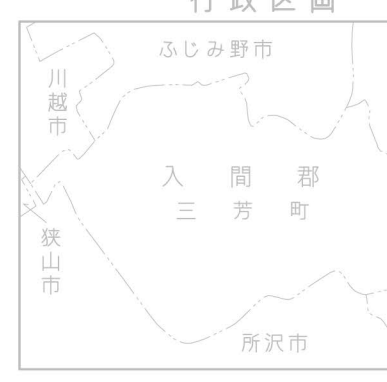 行政区画
ふじみ野市
川越市
入間郡
三芳町
狭山市
所沢市